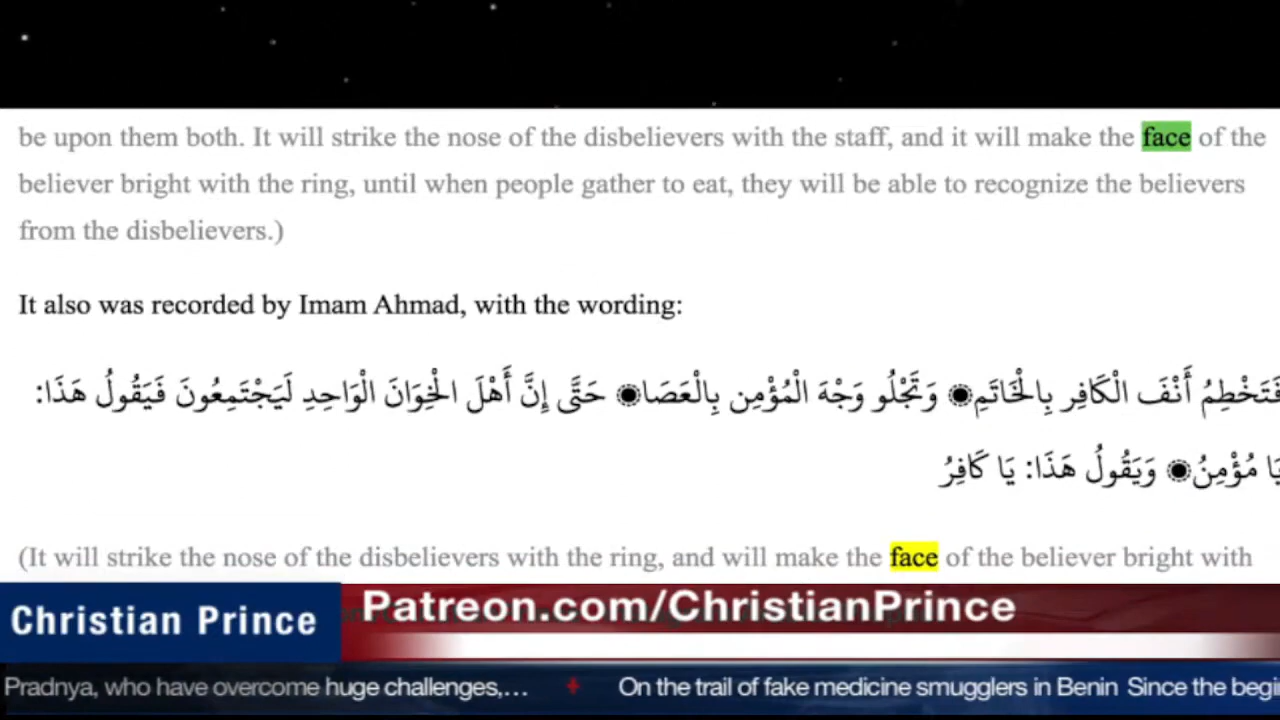 be upon them both. It will strike the nose of the disbelievers with the staff, and it will make the face of the
believer bright with the ring, until when people gather to eat, they will be able to recognize the believers
from the disbelievers.)
It also was recorded by Imam Ahmad, with the wording:
فَتَخْطِمُ أَنْفَ الْكَافِر بِالْخَاتَمِ۞ وَتَجْلُو وَجْهَ الْمُؤْمِن بِالْعَصَا۞ حَتَّى إِنَّ أَهْلَ الْخِوَانَ الْوَاحِدِ لَيَجْتَمِعُونَ فَيَقُولُ هَذَا:
يَا مُؤْمِنُ۞ وَيَقُولُ هَذَا: يَا كَافِرُ
(It will strike the nose of the disbelievers with the ring, and will make the face of the believer bright with
Christian Prince
Patreon.com/ChristianPrince
Pradnya, who have overcome huge challenges,… + On the trail of fake medicine smugglers in Benin Since the begi